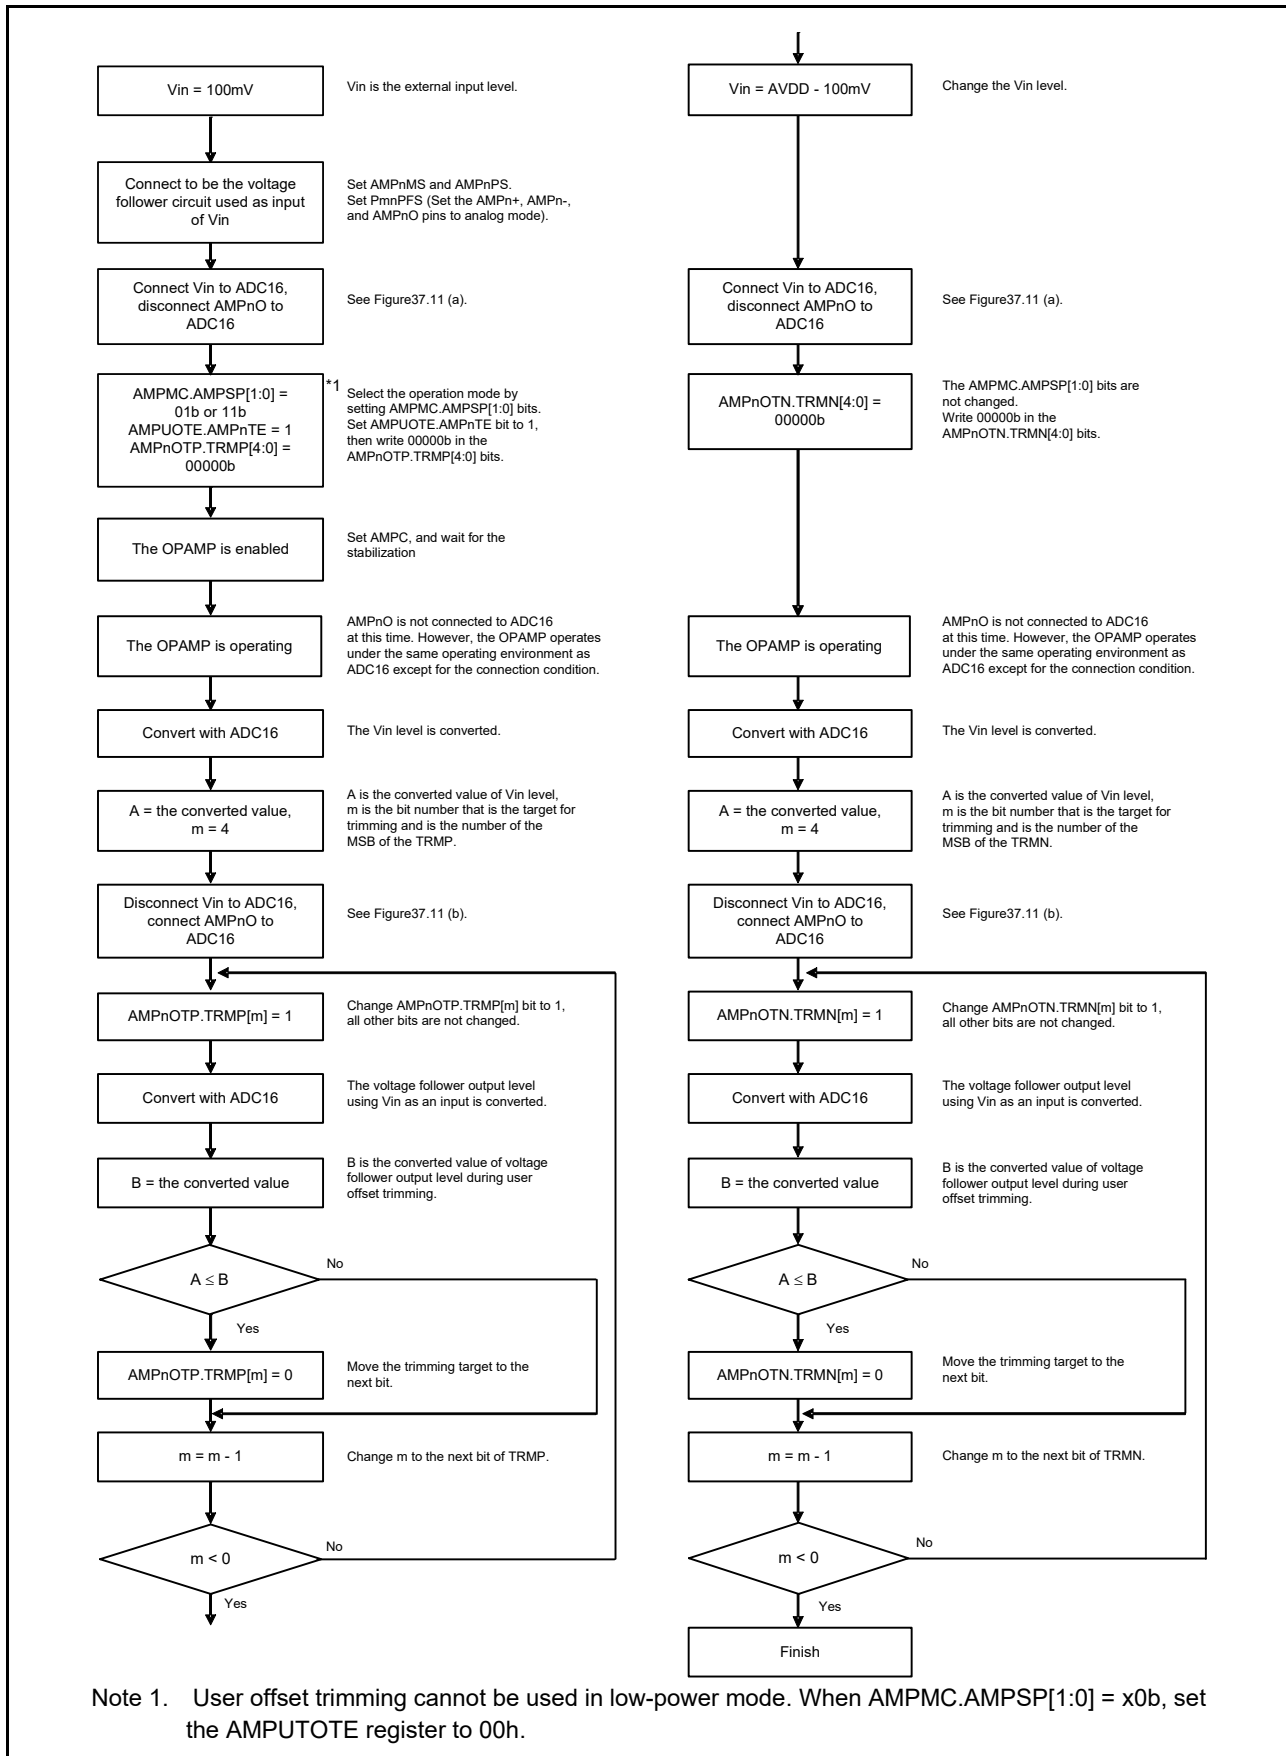 Vin = 100mV
Vin is the external input level.
Connect to be the voltage
follower circuit used as input
of Vin
Set AMPnMS and AMPnPS.
Set PmnPFS (Set the AMPn+, AMPn-,
and AMPnO pins to analog mode).
Connect Vin to ADC16,
disconnect AMPnO to
ADC16
See Figure37.11 (a).
AMPMC.AMPSP[1:0] =
01b or 11b
AMPUOTE.AMPnTE = 1
AMPnOTP.TRMP[4:0] =
00000b
*1
Select the operation mode by
setting AMPMC.AMPSP[1:0] bits.
Set AMPUOTE.AMPnTE bit to 1,
then write 00000b in the
AMPnOTP.TRMP[4:0] bits.
The OPAMP is enabled
Set AMPC, and wait for the
stabilization
The OPAMP is operating
AMPnO is not connected to ADC16
at this time. However, the OPAMP operates
under the same operating environment as
ADC16 except for the connection condition.
Convert with ADC16
The Vin level is converted.
A = the converted value,
m = 4
A is the converted value of Vin level,
m is the bit number that is the target for
trimming and is the number of the
MSB of the TRMP.
Disconnect Vin to ADC16,
connect AMPnO to
ADC16
See Figure37.11 (b).
AMPnOTP.TRMP[m] = 1
Change AMPnOTP.TRMP[m] bit to 1,
all other bits are not changed.
Convert with ADC16
The voltage follower output level
using Vin as an input is converted.
B = the converted value
B is the converted value of voltage
follower output level during user
offset trimming.
A ≤ B
No
Yes
AMPnOTP.TRMP[m] = 0
Move the trimming target to the
next bit.
m = m - 1
Change m to the next bit of TRMP.
m < 0
No
Yes
Vin = AVDD - 100mV
Change the Vin level.
Connect Vin to ADC16,
disconnect AMPnO to
ADC16
See Figure37.11 (a).
AMPnOTN.TRMN[4:0] =
00000b
The AMPMC.AMPSP[1:0] bits are
not changed.
Write 00000b in the
AMPnOTN.TRMN[4:0] bits.
The OPAMP is operating
AMPnO is not connected to ADC16
at this time. However, the OPAMP operates
under the same operating environment as
ADC16 except for the connection condition.
Convert with ADC16
The Vin level is converted.
A = the converted value,
m = 4
A is the converted value of Vin level,
m is the bit number that is the target for
trimming and is the number of the
MSB of the TRMN.
Disconnect Vin to ADC16,
connect AMPnO to
ADC16
See Figure37.11 (b).
AMPnOTN.TRMN[m] = 1
Change AMPnOTN.TRMN[m] bit to 1,
all other bits are not changed.
Convert with ADC16
The voltage follower output level
using Vin as an input is converted.
B = the converted value
B is the converted value of voltage
follower output level during user
offset trimming.
A ≤ B
No
Yes
AMPnOTN.TRMN[m] = 0
Move the trimming target to the
next bit.
m = m - 1
Change m to the next bit of TRMN.
m < 0
No
Yes
Finish
Note 1. User offset trimming cannot be used in low-power mode. When AMPMC.AMPSP[1:0] = x0b, set
the AMPUTOTE register to 00h.